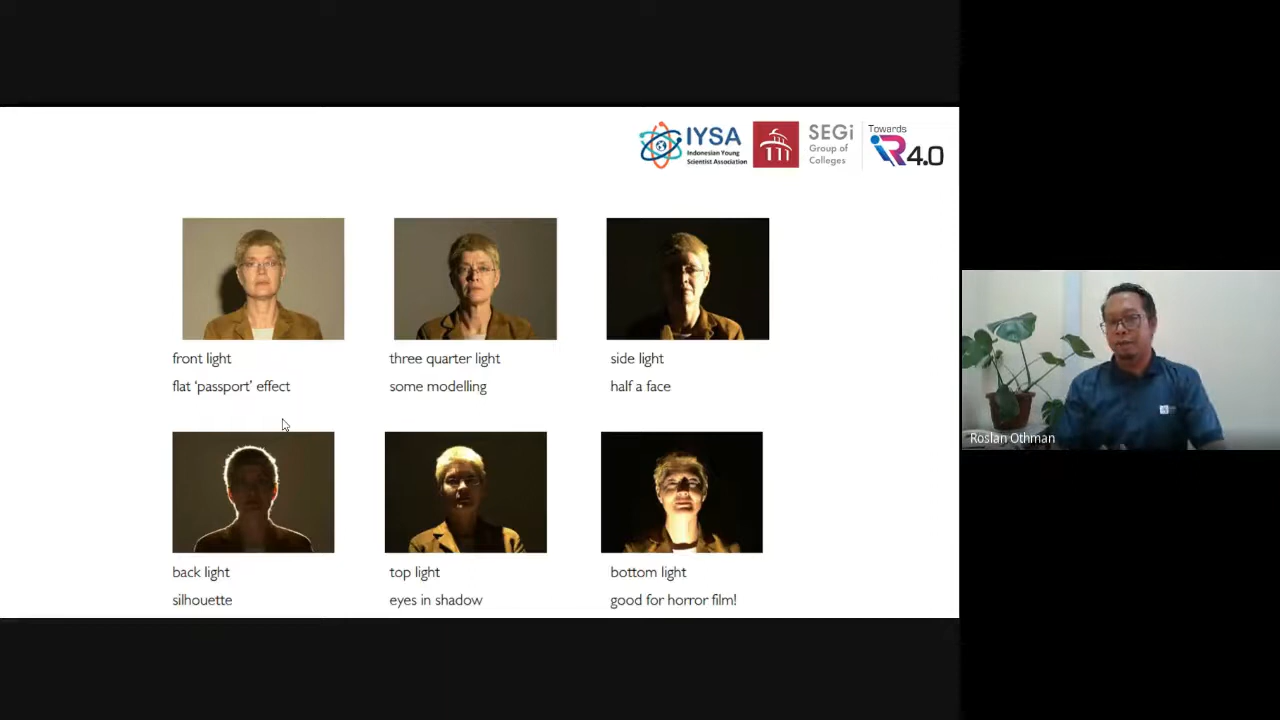 IYSA
Indonesian Young
Scientist Association
SEGi
Group of
Colleges
Towards
iR4.0
front light
flat ‘passport’ effect
three quarter light
some modelling
side light
half a face
back light
silhouette
top light
eyes in shadow
bottom light
good for horror film!
Roslan Othman